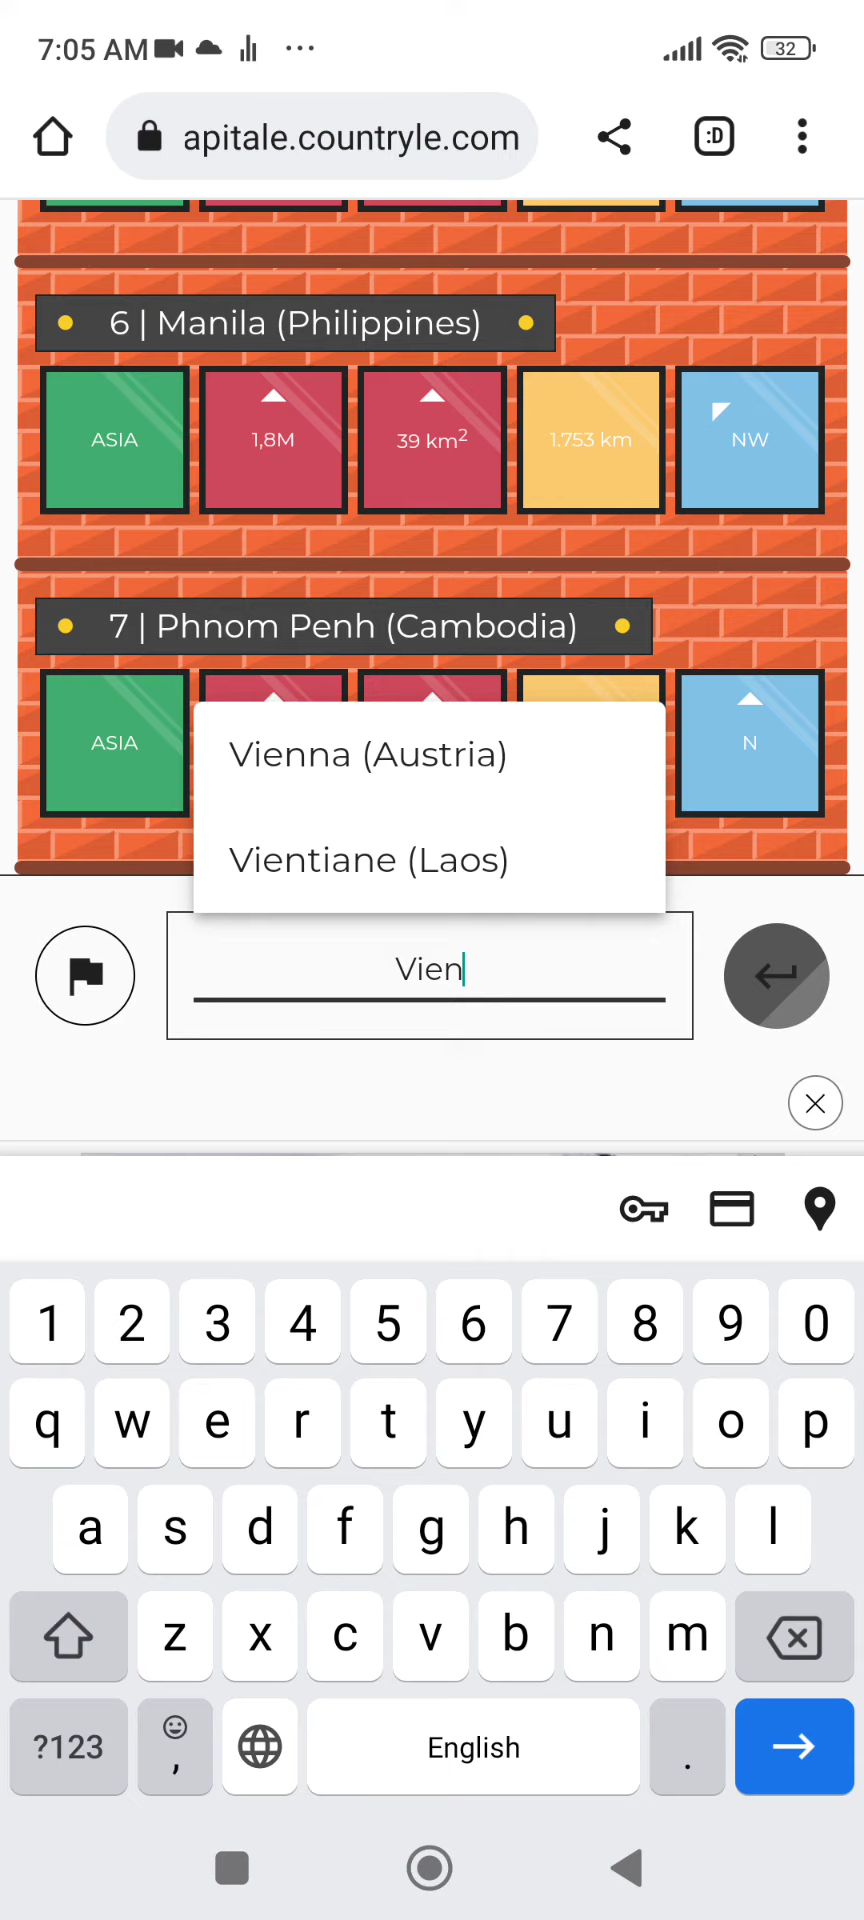 7:05 AM
32
apitale.countryle.com
:D
6 | Manila (Philippines)
ASIA
1,8M
39 km²
1.753 km
NW
7 | Phnom Penh (Cambodia)
ASIA
N
Vienna (Austria)
Vientiane (Laos)
Vien
1 2 3 4 5 6 7 8 9 0
q w e r t y u i o p
a s d f g h j k l
z x c v b n m
?123 , English .